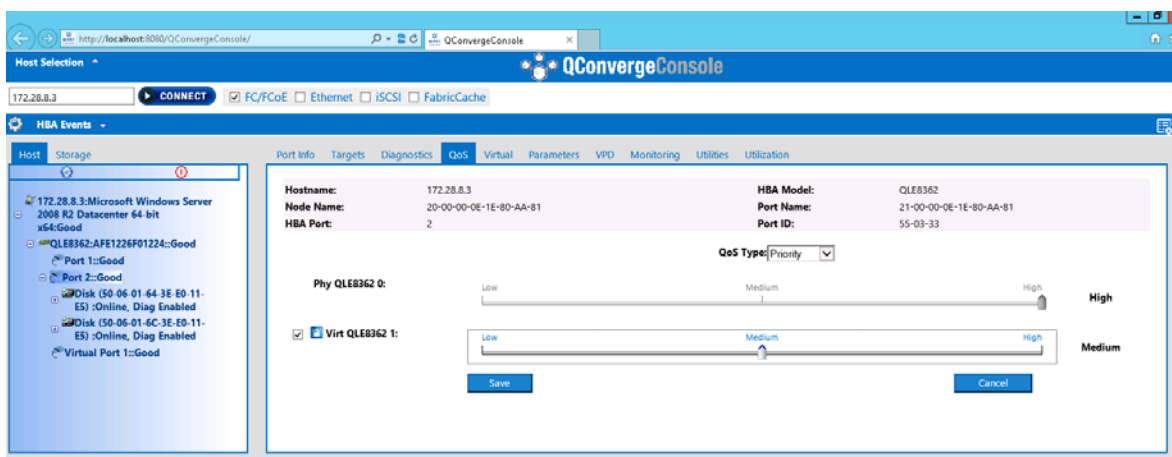 http://localhost:8080/QConvergeConsole/
QConvergeConsole
Host Selection
QConvergeConsole
172.28.8.3
CONNECT
FC/FCoE
Ethernet
iSCSI
FabricCache
HBA Events
Host
Storage
Port Info
Targets
Diagnostics
QoS
Virtual
Parameters
VPD
Monitoring
Utilities
Utilization
172.28.8.3:Microsoft Windows Server
2008 R2 Datacenter 64-bit
x64:Good
QLE8362:AFE1226F01224::Good
Port 1::Good
Port 2::Good
Disk (50-06-01-64-3E-E0-11-
E5) :Online, Diag Enabled
Disk (50-06-01-6C-3E-E0-11-
E5) :Online, Diag Enabled
Virtual Port 1::Good
Hostname: 172.28.8.3 HBA Model: QLE8362
Node Name: 20-00-00-0E-1E-80-AA-81 Port Name: 21-00-00-0E-1E-80-AA-81
HBA Port: 2 Port ID: 55-03-33
QoS Type: Priority
Phy QLE8362 0: Low Medium High High
Virt QLE8362 1: Low Medium High Medium
Save
Cancel